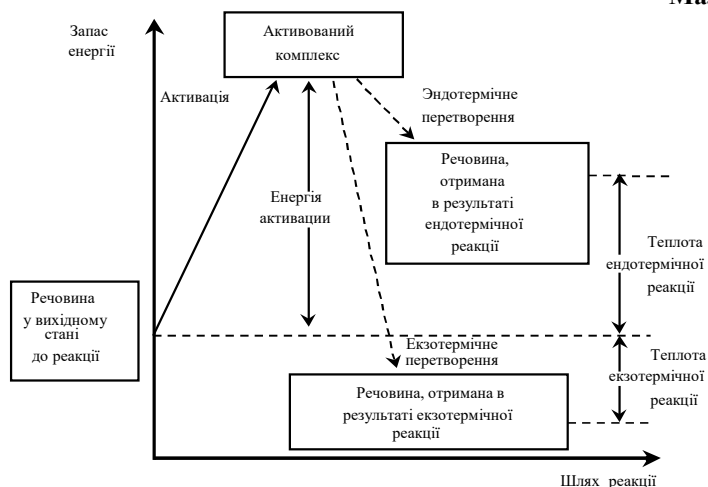 Ма
Запас
енергії
Активований
комплекс
Активація
Эндотермічне
перетворення
Речовина,
отримана
в результаті
ендотермічної
реакції
Енергія
активации
Теплота
ендотермічної
реакції
Речовина
у вихідному
стані
до реакції
Екзотермічне
перетворення
Теплота
екзотермічної
реакції
Речовина, отримана в
результаті екзотермічної
реакції
Шлях реакції